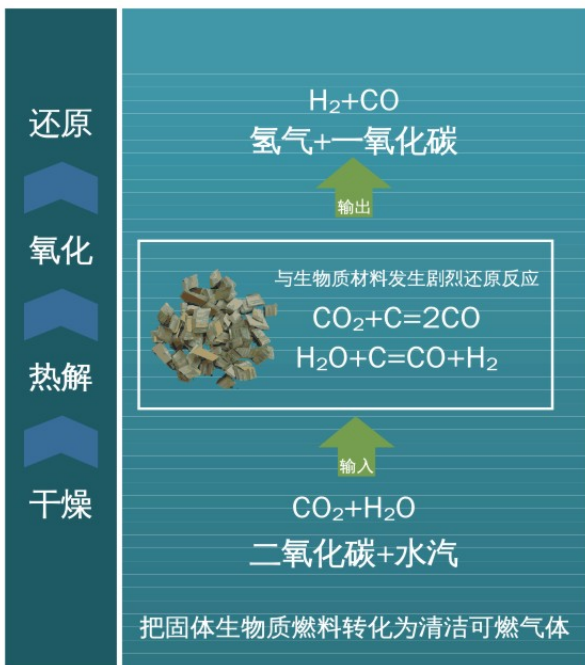 还原
氧化
热解
干燥
H₂+CO
氢气+一氧化碳
输出
与生物质材料发生剧烈还原反应
CO₂+C=2CO
H₂O+C=CO+H₂
输入
CO₂+H₂O
二氧化碳+水汽
把固体生物质燃料转化为清洁可燃气体